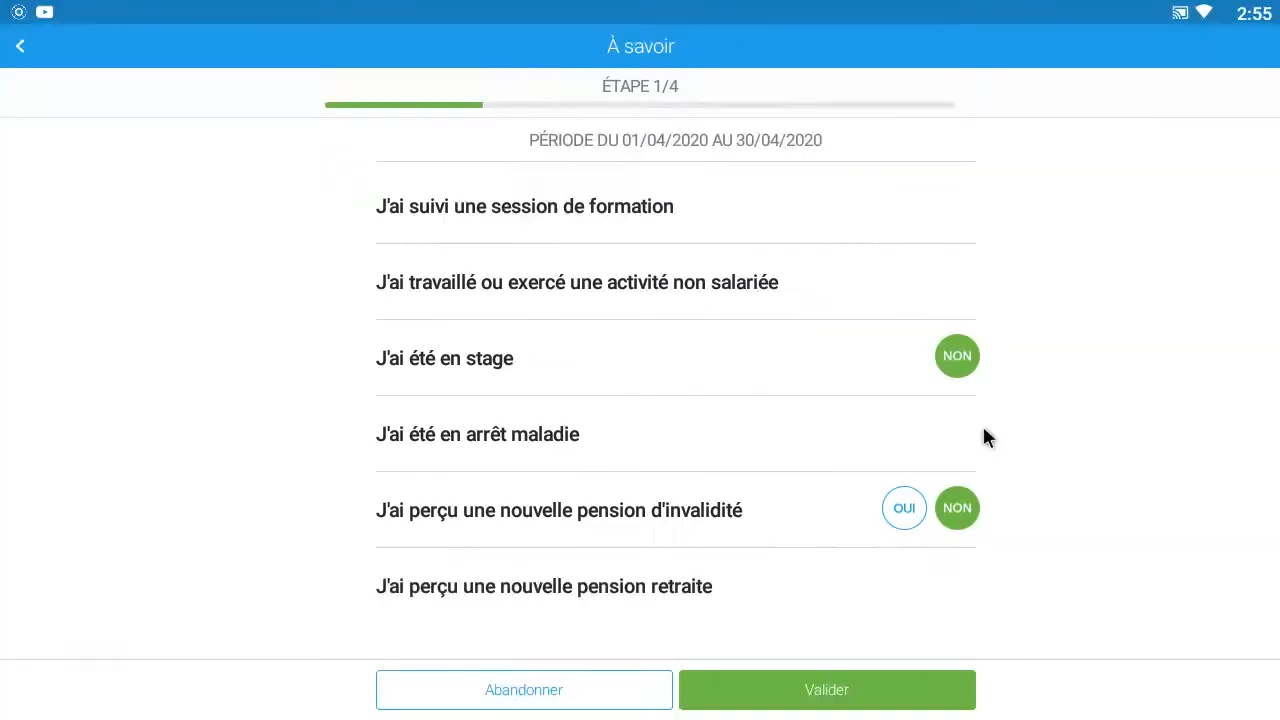 2:55
À savoir
ÉTAPE 1/4
PÉRIODE DU 01/04/2020 AU 30/04/2020
J'ai suivi une session de formation
J'ai travaillé ou exercé une activité non salariée
J'ai été en stage NON
J'ai été en arrêt maladie
J'ai perçu une nouvelle pension d'invalidité OUI NON
J'ai perçu une nouvelle pension retraite
Abandonner Valider